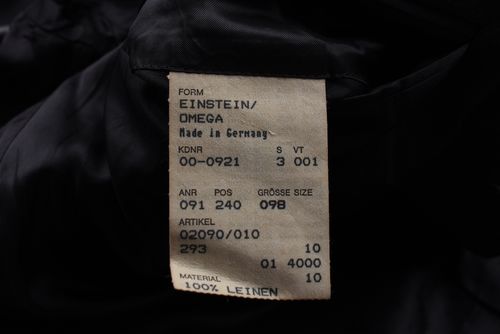 FORM
EINSTEIN/
OMEGA
Made in Germany
KDNR S VT
00-0921 3 001
ANR POS GRÖSSE SIZE
091 240 098
ARTIKEL
02090/010
293 10
01 4000
MATERIAL 10
100% LEINEN